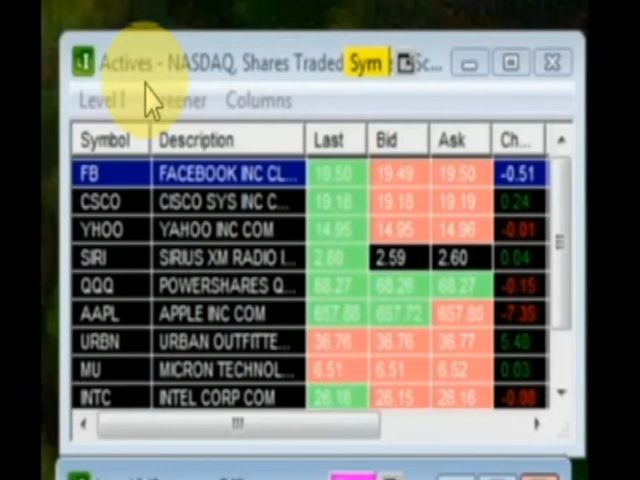 Actives - NASDAQ, Shares Traded Sym Sc...
Level I Screener Columns
Symbol Description Last Bid Ask Ch...
FB FACEBOOK INC CL... 19.50 19.49 19.50 -0.51
CSCO CISCO SYS INC C... 19.18 19.18 19.19 0.24
YHOO YAHOO INC COM 14.95 14.95 14.96 -0.01
SIRI SIRIUS XM RADIO I... 2.60 2.59 2.60 0.04
QQQ POWERSHARES Q... 68.27 68.26 68.27 -0.15
AAPL APPLE INC COM 657.88 657.72 657.80 -7.35
URBN URBAN OUTFITTE... 36.76 36.76 36.77 5.48
MU MICRON TECHNOL... 6.51 6.51 6.52 0.03
INTC INTEL CORP COM 26.16 26.15 26.16 -0.08